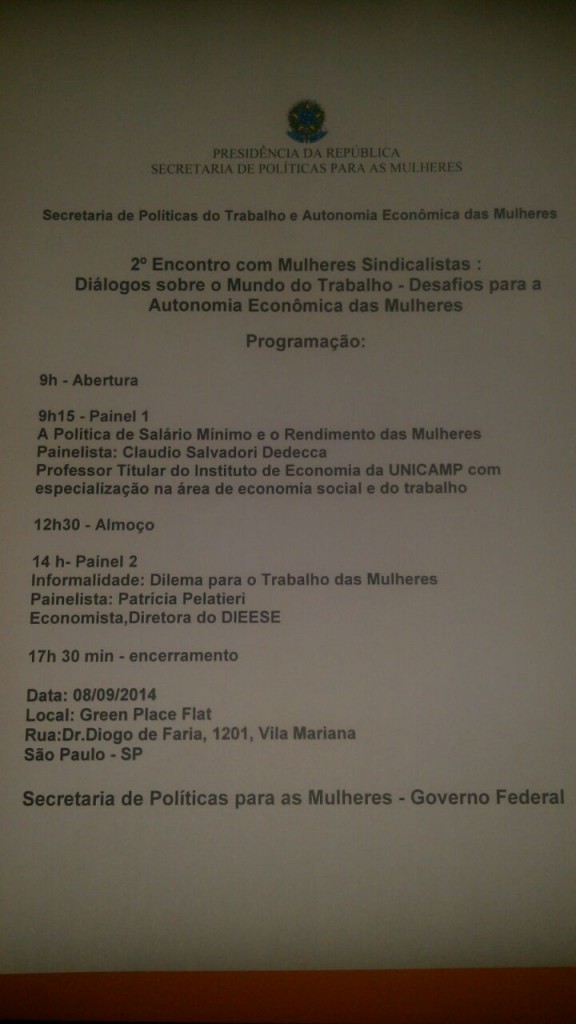 PRESIDÊNCIA DA REPÚBLICA
SECRETARIA DE POLÍTICAS PARA AS MULHERES
Secretaria de Políticas do Trabalho e Autonomia Econômica das Mulheres
2º Encontro com Mulheres Sindicalistas :
Diálogos sobre o Mundo do Trabalho - Desafios para a
Autonomia Econômica das Mulheres
Programação:
9h - Abertura
9h15 - Painel 1
A Política de Salário Mínimo e o Rendimento das Mulheres
Painelista: Claudio Salvadori Dedecca
Professor Titular do Instituto de Economia da UNICAMP com
especialização na área de economia social e do trabalho
12h30 - Almoço
14 h- Painel 2
Informalidade: Dilema para o Trabalho das Mulheres
Painelista: Patrícia Pelatieri
Economista,Diretora do DIEESE
17h 30 min - encerramento
Data: 08/09/2014
Local: Green Place Flat
Rua:Dr.Diogo de Faria, 1201, Vila Mariana
São Paulo - SP
Secretaria de Políticas para as Mulheres - Governo Federal